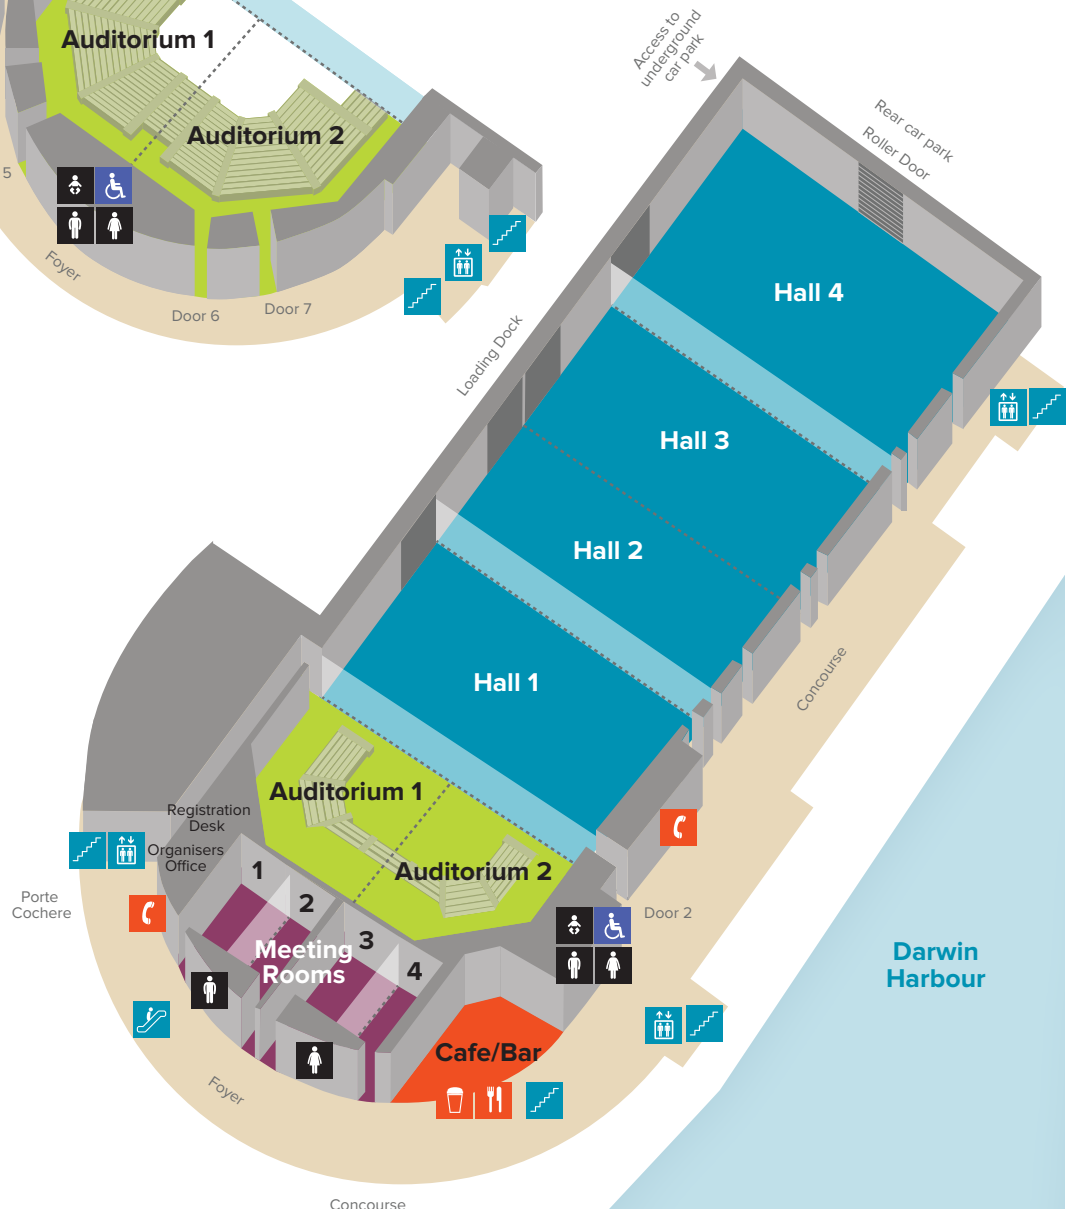 Auditorium 1
Auditorium 2
5
Foyer
Door 6
Door 7
Access to
underground
car park
Rear car park
Roller Door
Hall 4
Loading Dock
Hall 3
Hall 2
Hall 1
Concourse
Auditorium 1
Auditorium 2
Registration
Desk
Organisers
Office
Porte
Cochere
1
2
3
4
Meeting
Rooms
Door 2
Darwin
Harbour
Cafe/Bar
Foyer
Concourse